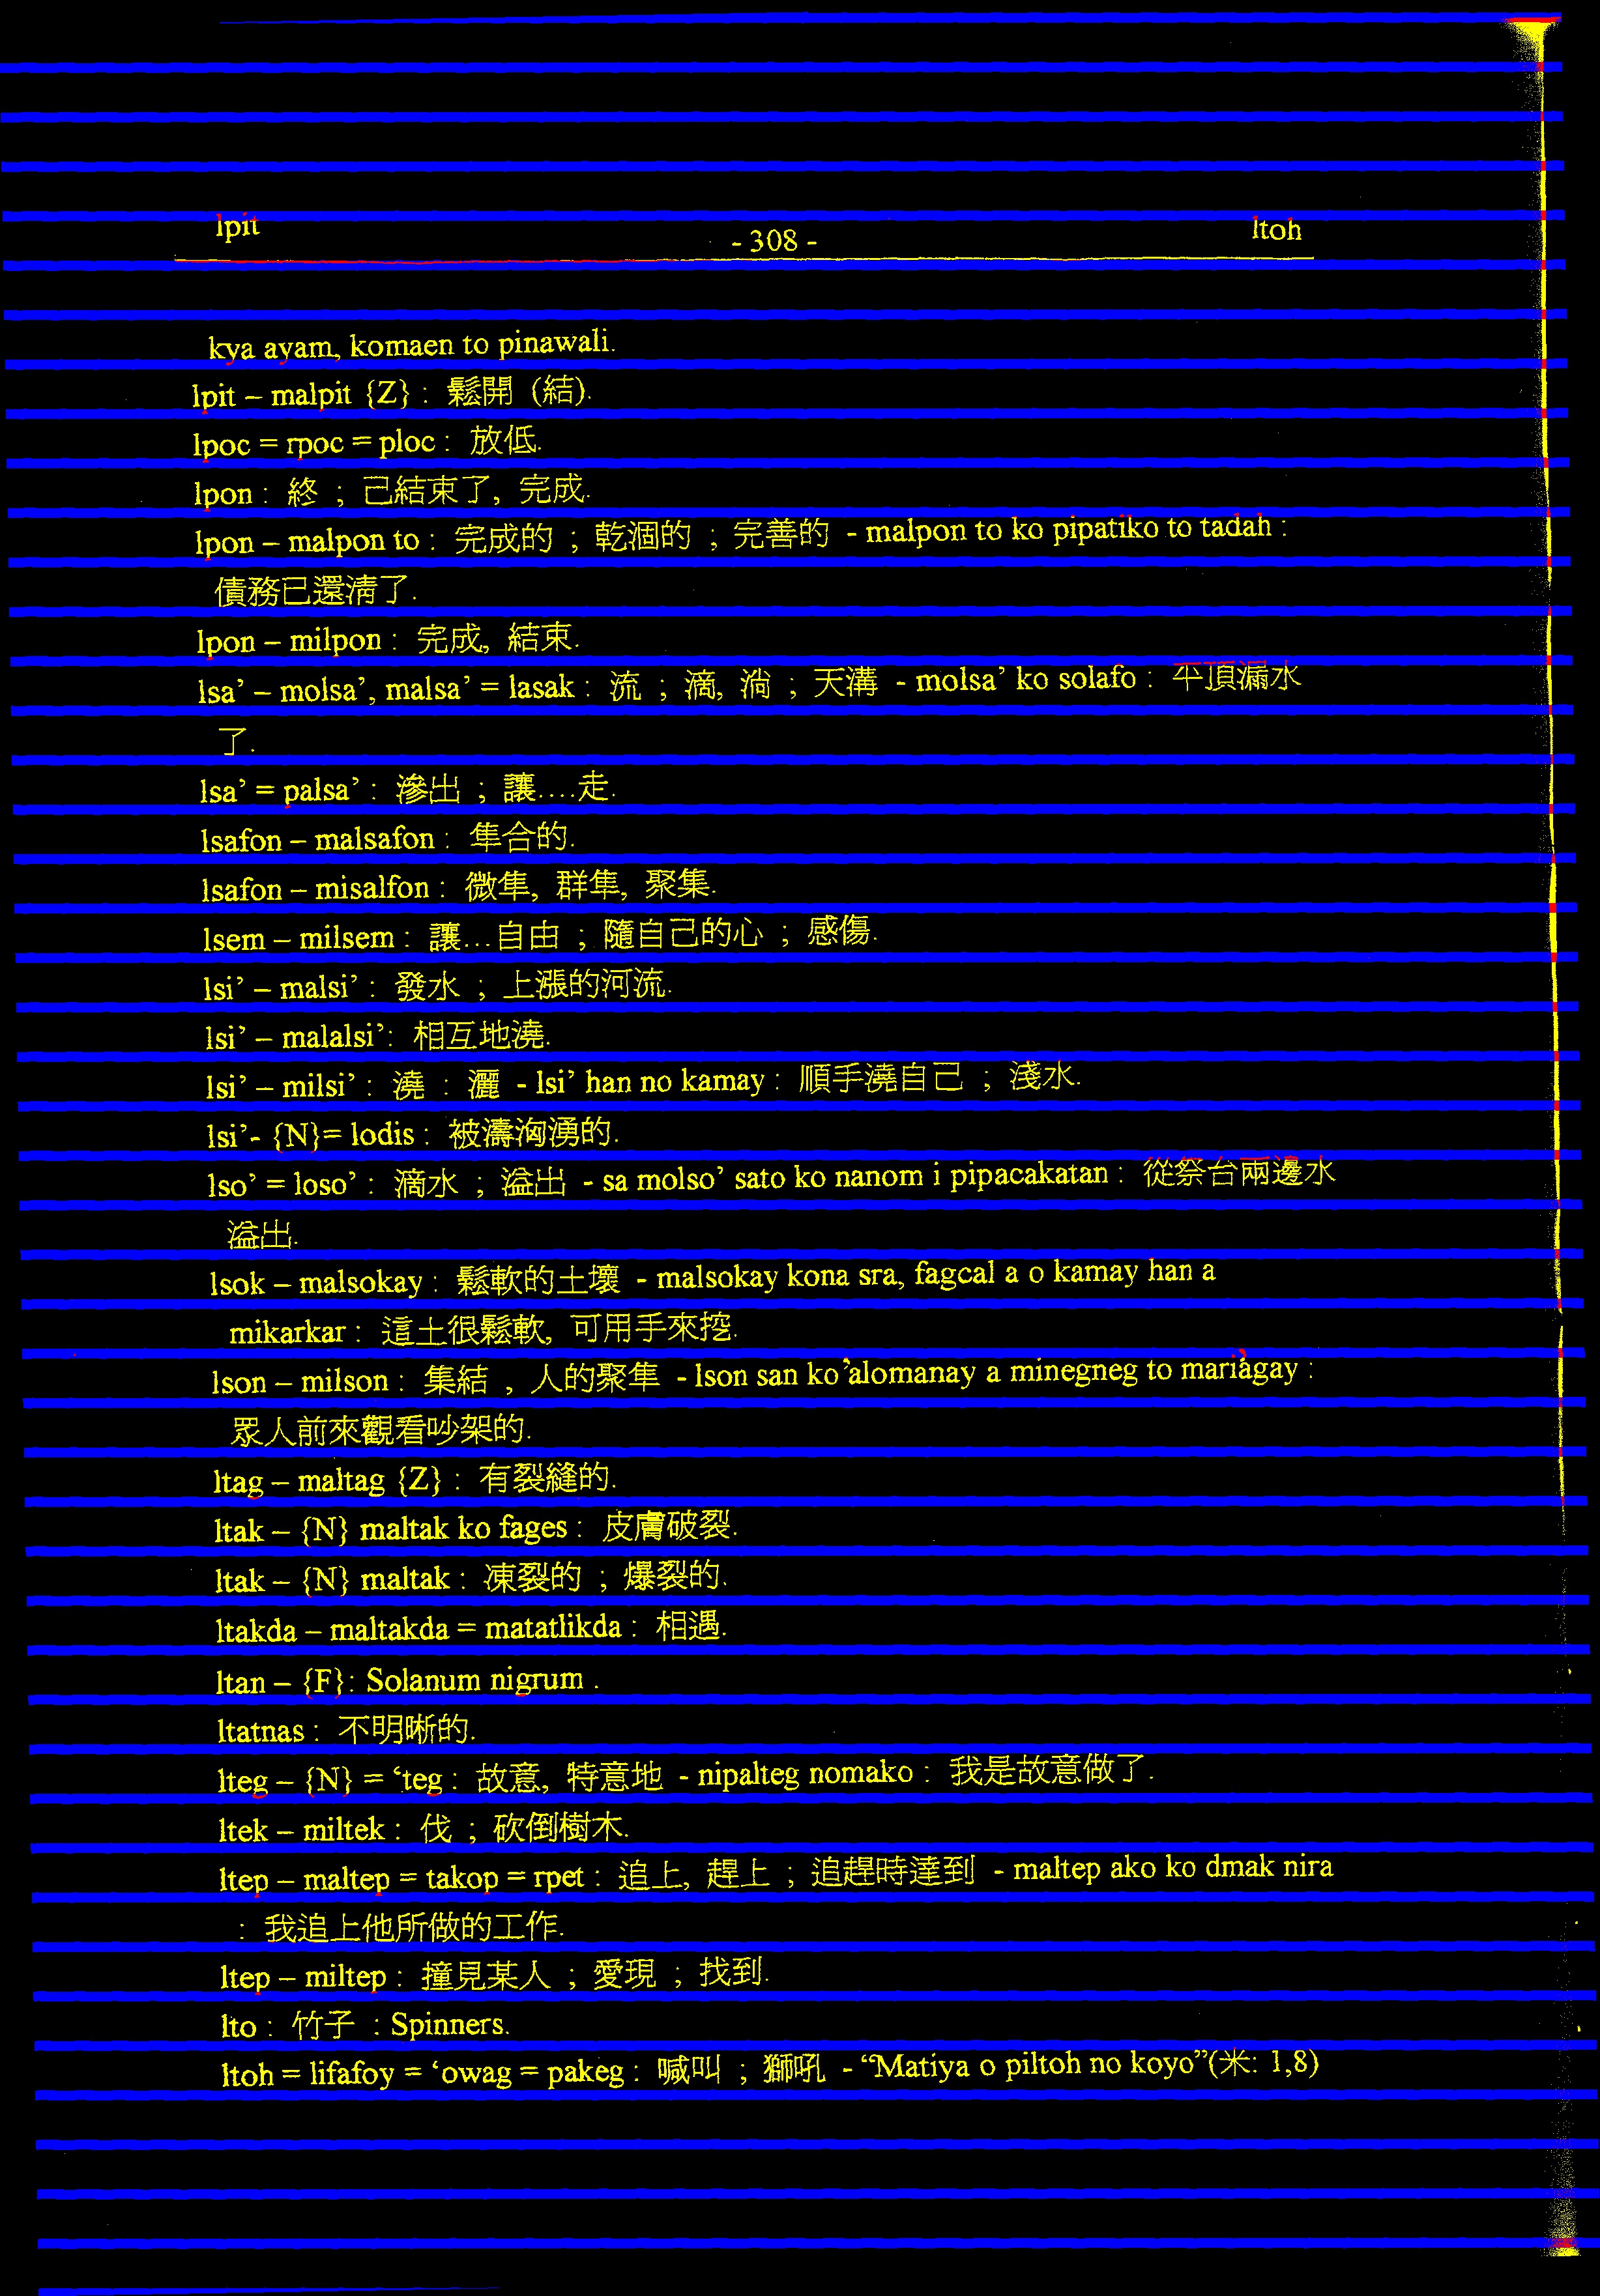 lpit - 308 - ltoh
kya ayam, komaen to pinawali.
lpit – malpit {Z} : 鬆開 (結).
lpoc = rpoc = ploc : 放低.
lpon : 終 ; 己結束了, 完成.
lpon – malpon to : 完成的 ; 乾涸的 ; 完善的 - malpon to ko pipatiko to tadah :
債務已還清了.
lpon – milpon : 完成, 結束.
lsa’ – molsa’, malsa’ = lasak : 流 ; 滴, 淌 ; 天溝 - molsa’ ko solafo : 平頂漏水
了.
lsa’ = palsa’ : 滲出 ; 讓....走.
lsafon – malsafon : 隼合的.
lsafon – misalfon : 微隼, 群隼, 聚集.
lsem – milsem : 讓...自由 ; 隨自己的心 ; 感傷.
lsi’ – malsi’ : 發水 ; 上漲的河流.
lsi’ – malalsi’: 相互地澆.
lsi’ – milsi’ : 澆 : 灑 - lsi’ han no kamay : 順手澆自己 ; 淺水.
lsi’- {N}= lodis : 被濤洶湧的.
lso’ = loso’ : 滴水 ; 溢出 - sa molso’ sato ko nanom i pipacakatan : 從祭台兩邊水
溢出.
lsok – malsokay : 鬆軟的土壤 - malsokay kona sra, fagcal a o kamay han a
mikarkar : 這土很鬆軟, 可用手來挖.
lson – milson : 集結 , 人的聚隼 - lson san ko ’alomanay a minegneg to maria’gay :
眾人前來觀看吵架的.
ltag – maltag {Z} : 有裂縫的.
ltak – {N} maltak ko fages : 皮膚破裂.
ltak – {N} maltak : 凍裂的 ; 爆裂的.
ltakda – maltakda = matatlikda : 相遇.
ltan – {F}: Solanum nigrum .
ltatnas : 不明晰的.
lteg – {N} = ‘teg : 故意, 特意地 - nipalteg nomako : 我是故意做了.
ltek – miltek : 伐 ; 砍倒樹木.
ltep – maltep = takop = rpet : 追上, 趕上 ; 追趕時達到 - maltep ako ko dmak nira
: 我追上他所做的工作.
ltep – miltep : 撞見某人 ; 愛現 ; 找到.
lto : 竹子 : Spinners.
ltoh = lifafoy = ‘owag = pakeg : 喊叫 ; 獅吼 - “Matiya o piltoh no koyo”(米: 1,8)